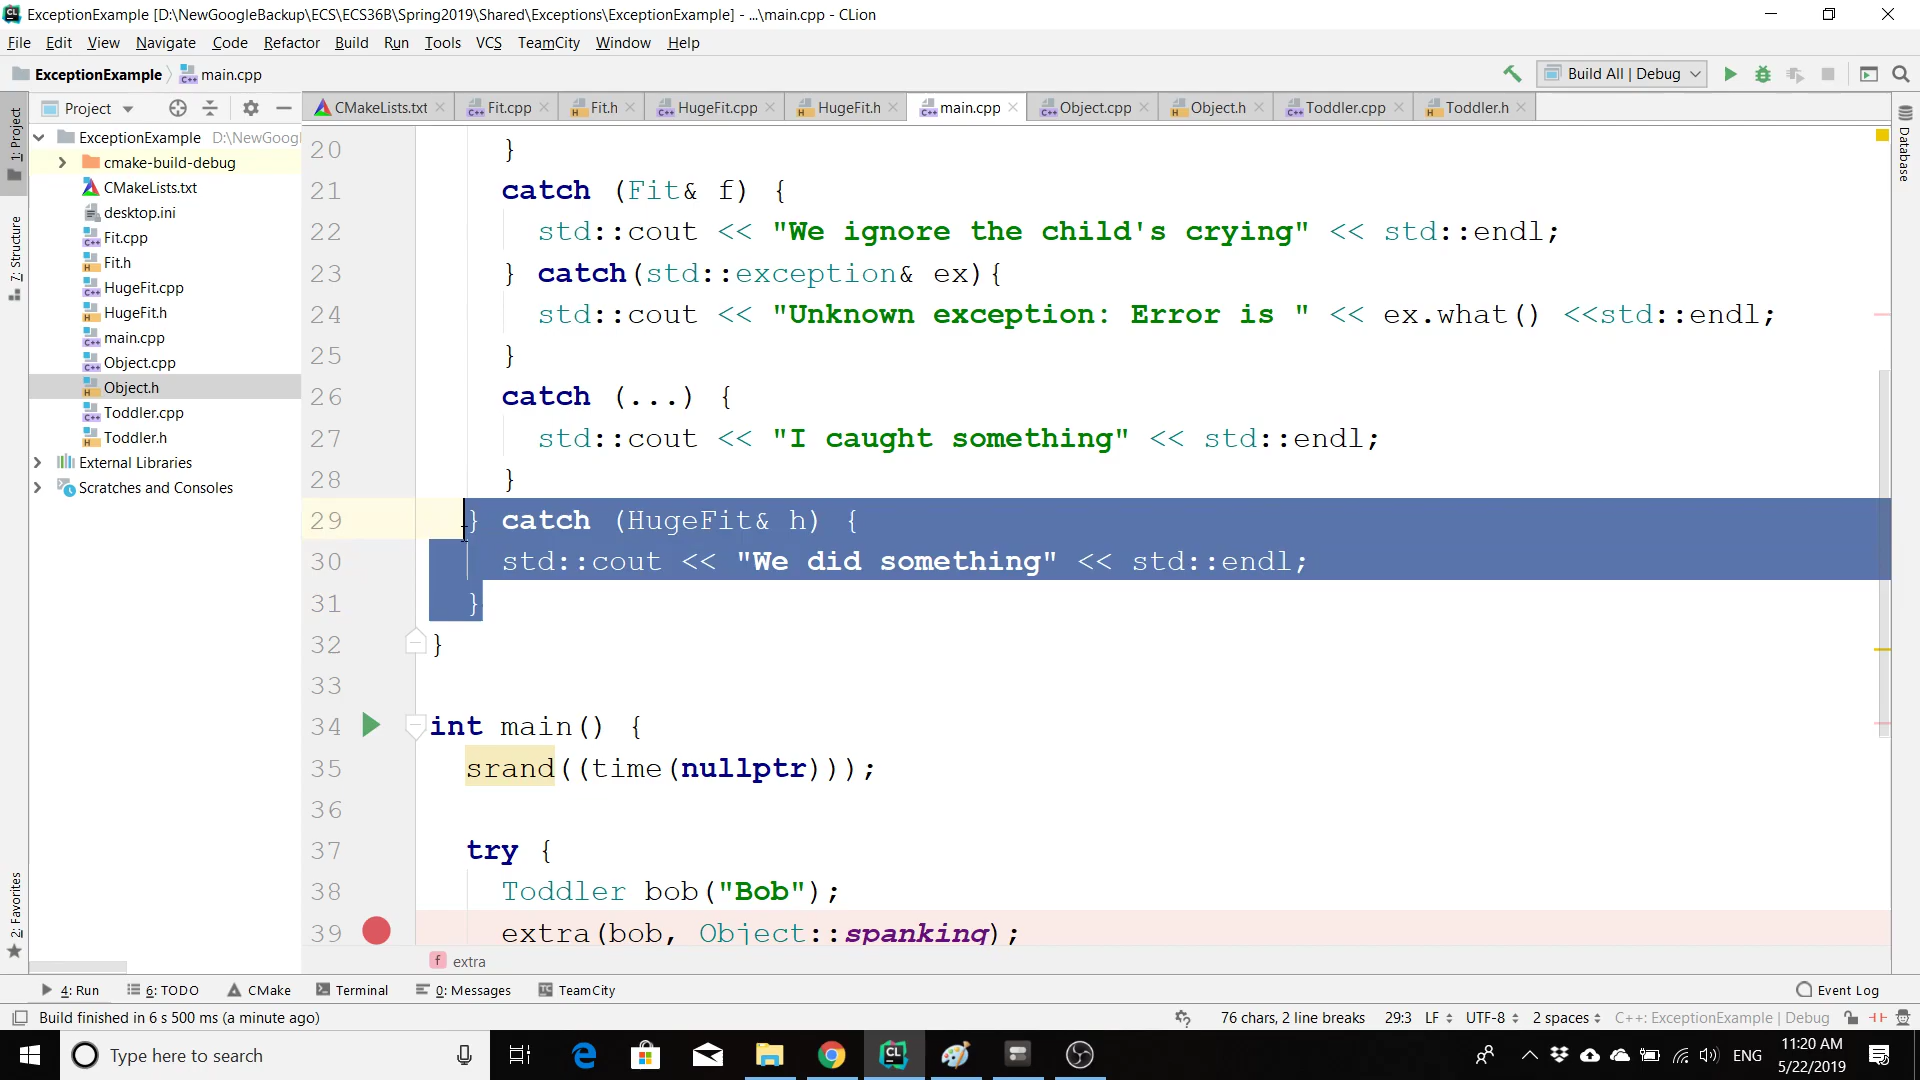 ExceptionExample [D:\NewGoogleBackup\ECS\ECS36B\Spring2019\Shared\Exceptions\ExceptionExample] - ...\main.cpp - CLion
File Edit View Navigate Code Refactor Build Run Tools VCS TeamCity Window Help
ExceptionExample main.cpp Build All | Debug
Project CMakeLists.txt Fit.cpp Fit.h HugeFit.cpp HugeFit.h main.cpp Object.cpp Object.h Toddler.cpp Toddler.h
1: Project
7: Structure
2: Favorites
Database
ExceptionExample D:\NewGoogl
cmake-build-debug
CMakeLists.txt
desktop.ini
Fit.cpp
Fit.h
HugeFit.cpp
HugeFit.h
main.cpp
Object.cpp
Object.h
Toddler.cpp
Toddler.h
External Libraries
Scratches and Consoles
20 }
21 catch (Fit& f) {
22 std::cout << "We ignore the child's crying" << std::endl;
23 } catch(std::exception& ex){
24 std::cout << "Unknown exception: Error is " << ex.what() <<std::endl;
25 }
26 catch (...) {
27 std::cout << "I caught something" << std::endl;
28 }
29 } catch (HugeFit& h) {
30 std::cout << "We did something" << std::endl;
31 }
32 }
33
34 int main() {
35 srand((time(nullptr)));
36
37 try {
38 Toddler bob("Bob");
39 extra(bob, Object::spanking);
f extra
4: Run 6: TODO CMake Terminal 0: Messages TeamCity Event Log
Build finished in 6 s 500 ms (a minute ago) 76 chars, 2 line breaks 29:3 LF UTF-8 2 spaces C++: ExceptionExample | Debug
Type here to search ENG 11:20 AM
5/22/2019